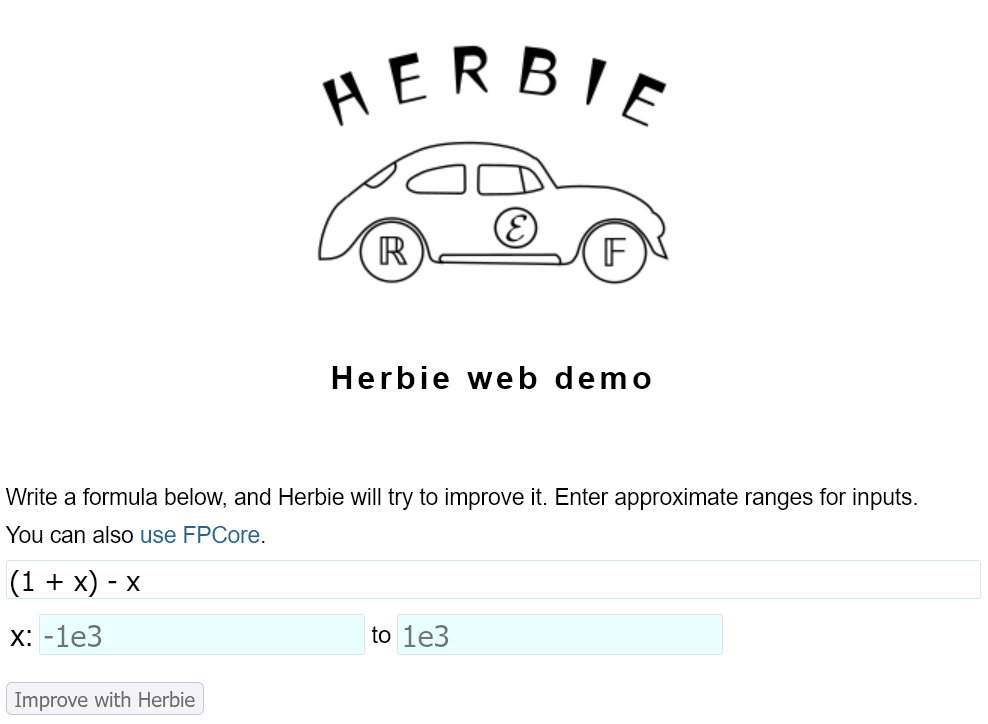 HERBIE
ℝ ℰ 𝔽
Herbie web demo
Write a formula below, and Herbie will try to improve it. Enter approximate ranges for inputs.
You can also use FPCore.
(1 + x) - x
x: -1e3 to 1e3
Improve with Herbie